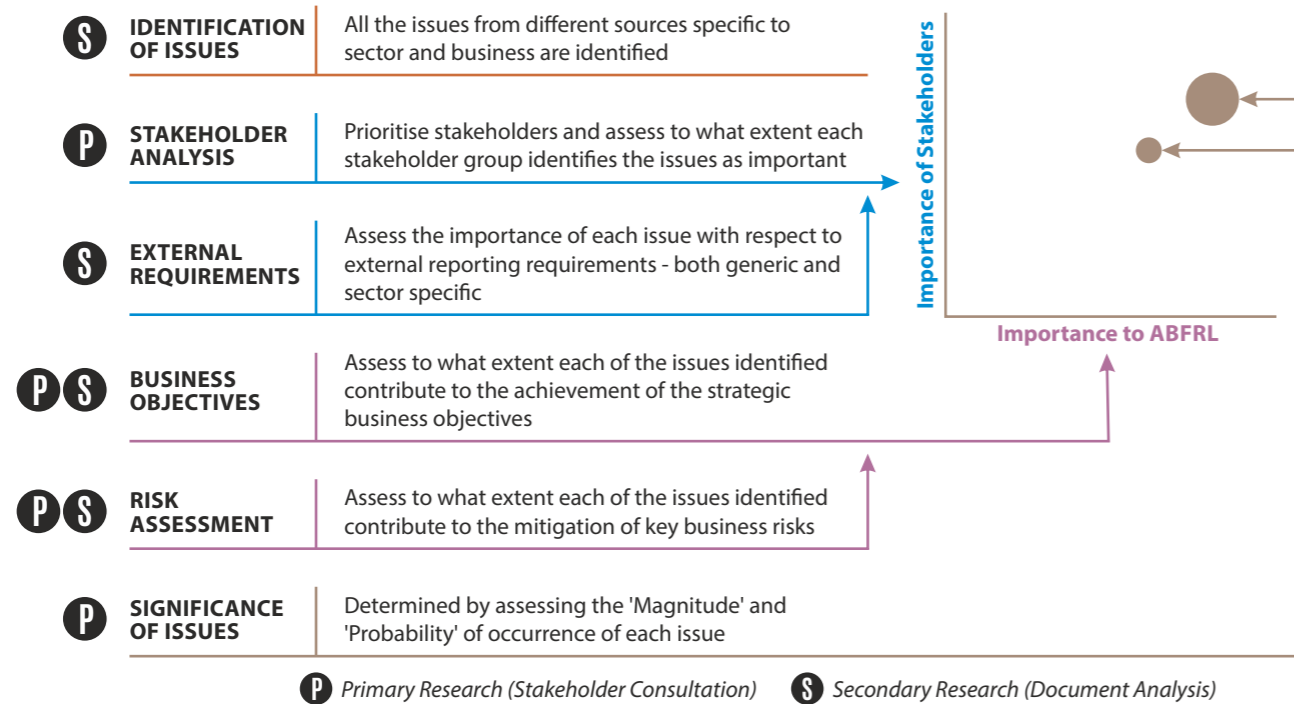 S IDENTIFICATION
OF ISSUES
All the issues from different sources specific to
sector and business are identified
P STAKEHOLDER
ANALYSIS
Prioritise stakeholders and assess to what extent each
stakeholder group identifies the issues as important
S EXTERNAL
REQUIREMENTS
Assess the importance of each issue with respect to
external reporting requirements - both generic and
sector specific
P S BUSINESS
OBJECTIVES
Assess to what extent each of the issues identified
contribute to the achievement of the strategic
business objectives
P S RISK
ASSESSMENT
Assess to what extent each of the issues identified
contribute to the mitigation of key business risks
P SIGNIFICANCE
OF ISSUES
Determined by assessing the 'Magnitude' and
'Probability' of occurrence of each issue
Importance of Stakeholders
Importance to ABFRL
P Primary Research (Stakeholder Consultation)
S Secondary Research (Document Analysis)